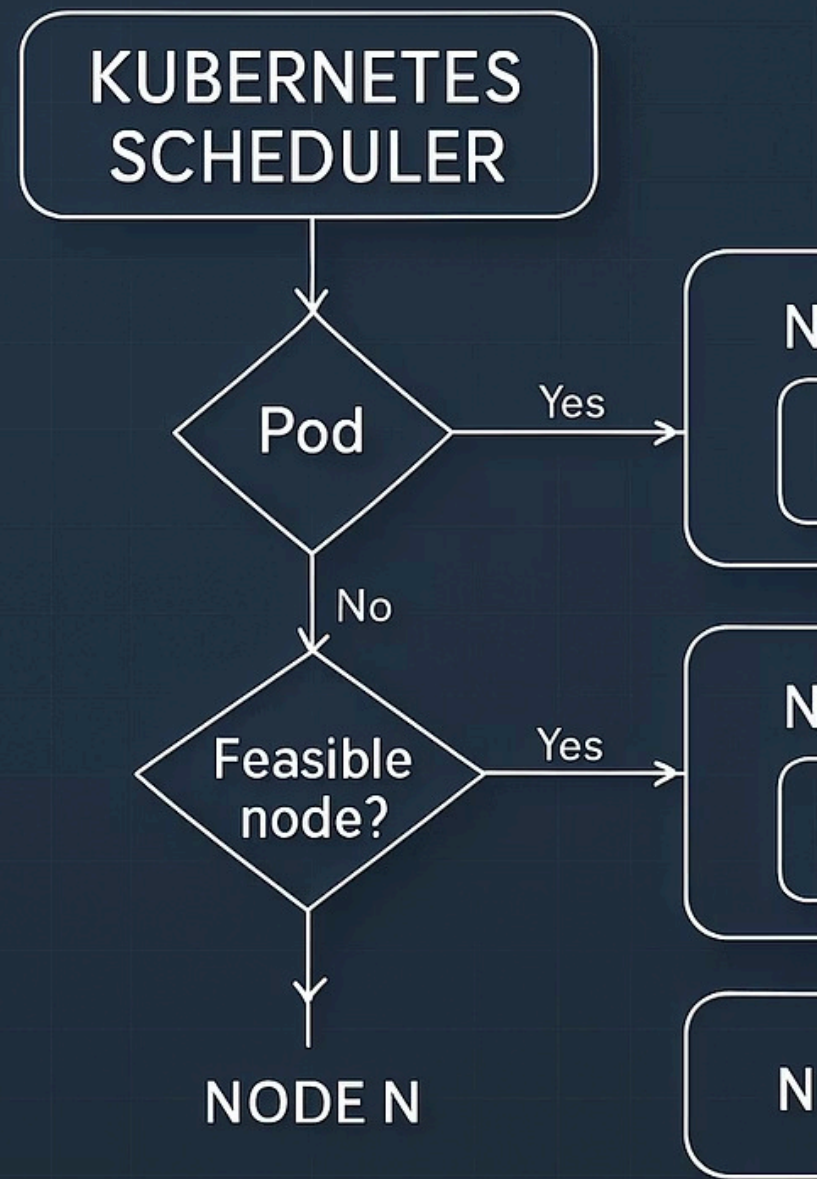 KUBERNETES
SCHEDULER
Pod
Yes
No
Feasible
node?
Yes
NODE N